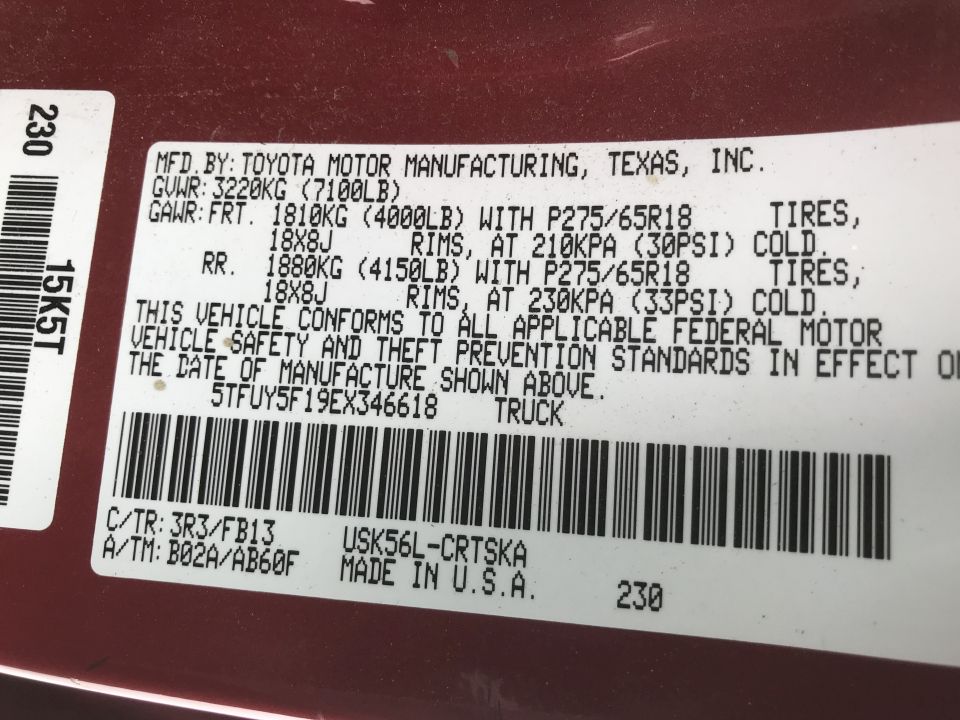 230
15K5T
MFD.BY: TOYOTA MOTOR MANUFACTURING, TEXAS, INC.
GVWR: 3220KG (7100LB)
GAWR: FRT. 1810KG (4000LB) WITH P275/65R18 TIRES,
18X8J RIMS, AT 210KPA (30PSI) COLD.
RR. 1880KG (4150LB) WITH P275/65R18 TIRES,
18X8J RIMS, AT 230KPA (33PSI) COLD.
THIS VEHICLE CONFORMS TO ALL APPLICABLE FEDERAL MOTOR
VEHICLE SAFETY AND THEFT PREVENTION STANDARDS IN EFFECT
THE DATE OF MANUFACTURE SHOWN ABOVE.
5TFUY5F19EX346618 TRUCK
C/TR: 3R3/FB13 USK56L-CRTSKA
A/TM: B02A/AB60F MADE IN U.S.A. 230